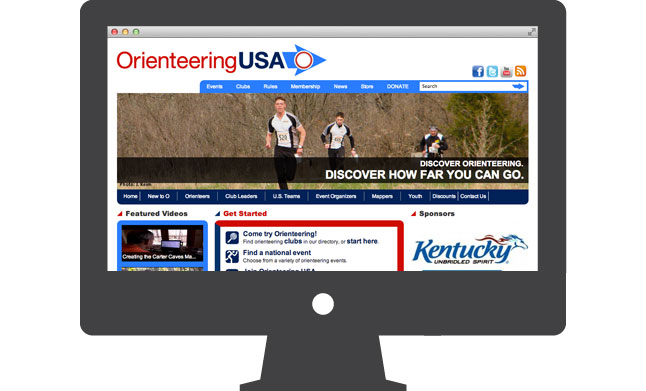 OrienteeringUSA
Events Clubs Rules Membership News Store DONATE Search
DISCOVER ORIENTEERING.
DISCOVER HOW FAR YOU CAN GO.
Photo: J. Keim
Home New to O Orienteers Club Leaders U.S. Teams Event Organizers Mappers Youth Discounts Contact Us
Featured Videos Get Started Sponsors
Come try Orienteering!
Find orienteering clubs in our directory, or start here.
Find a national event
Choose from a variety of orienteering events.
Creating the Carter Caves Ma...
Kentucky
UNBRIDLED SPIRIT